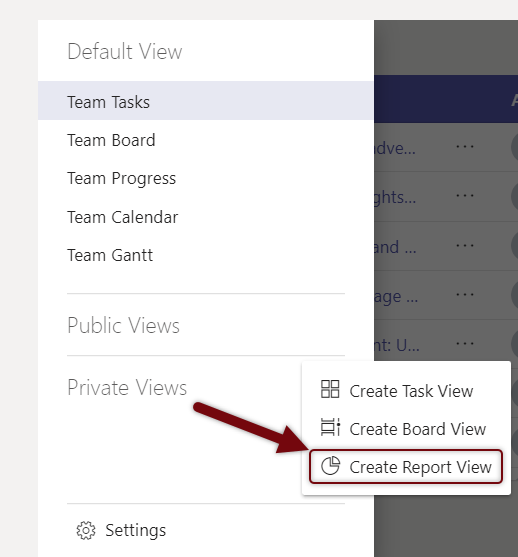 Default View
Team Tasks
Team Board
Team Progress
Team Calendar
Team Gantt
Public Views
Private Views
Create Task View
Create Board View
Create Report View
Settings
A
adve...
ghts...
and ...
age ...
nt: U...